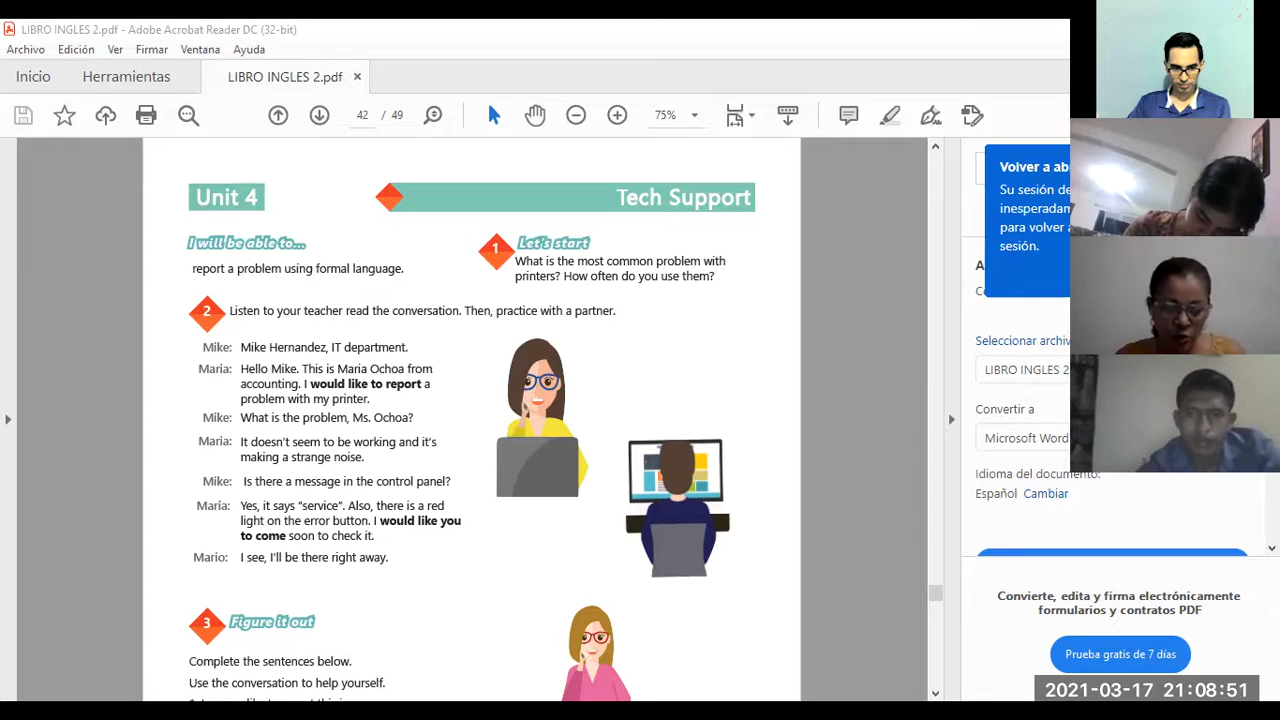 LIBRO INGLES 2.pdf - Adobe Acrobat Reader DC (32-bit)
Archivo Edición Ver Firmar Ventana Ayuda
Inicio Herramientas LIBRO INGLES 2.pdf ×
42 / 49 75%
Unit 4 Tech Support
I will be able to...
report a problem using formal language.
1 Let's start
What is the most common problem with
printers? How often do you use them?
2 Listen to your teacher read the conversation. Then, practice with a partner.
Mike: Mike Hernandez, IT department.
Maria: Hello Mike. This is Maria Ochoa from
accounting. I would like to report a
problem with my printer.
Mike: What is the problem, Ms. Ochoa?
Maria: It doesn't seem to be working and it's
making a strange noise.
Mike: Is there a message in the control panel?
Maria: Yes, it says "service". Also, there is a red
light on the error button. I would like you
to come soon to check it.
Mario: I see, I'll be there right away.
3 Figure it out
Complete the sentences below.
Use the conversation to help yourself.
Volver a ab
Su sesión de
inesperadam
para volver a
sesión.
Seleccionar archiv
LIBRO INGLES 2
Convertir a
Microsoft Word
Idioma del documento:
Español Cambiar
Convierte, edita y firma electrónicamente
formularios y contratos PDF
Prueba gratis de 7 días
2021-03-17 21:08:51